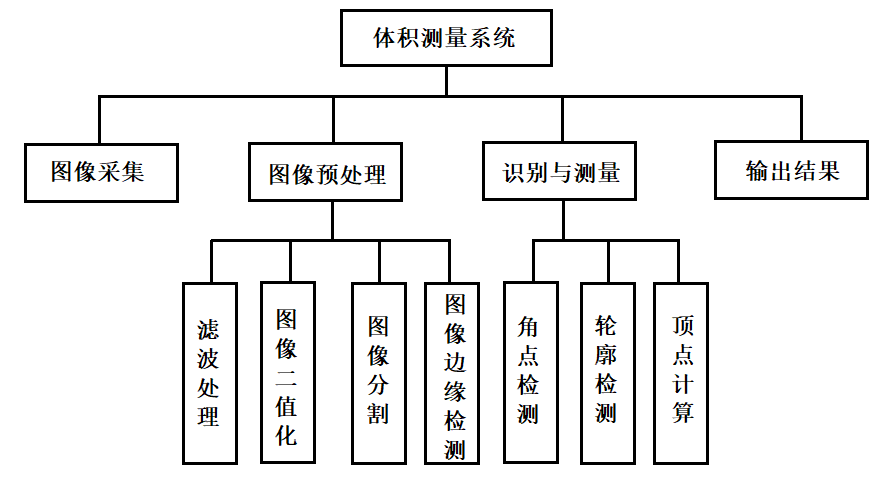 体积测量系统
图像采集
图像预处理
识别与测量
输出结果
滤波处理
图像二值化
图像分割
图像边缘检测
角点检测
轮廓检测
顶点计算